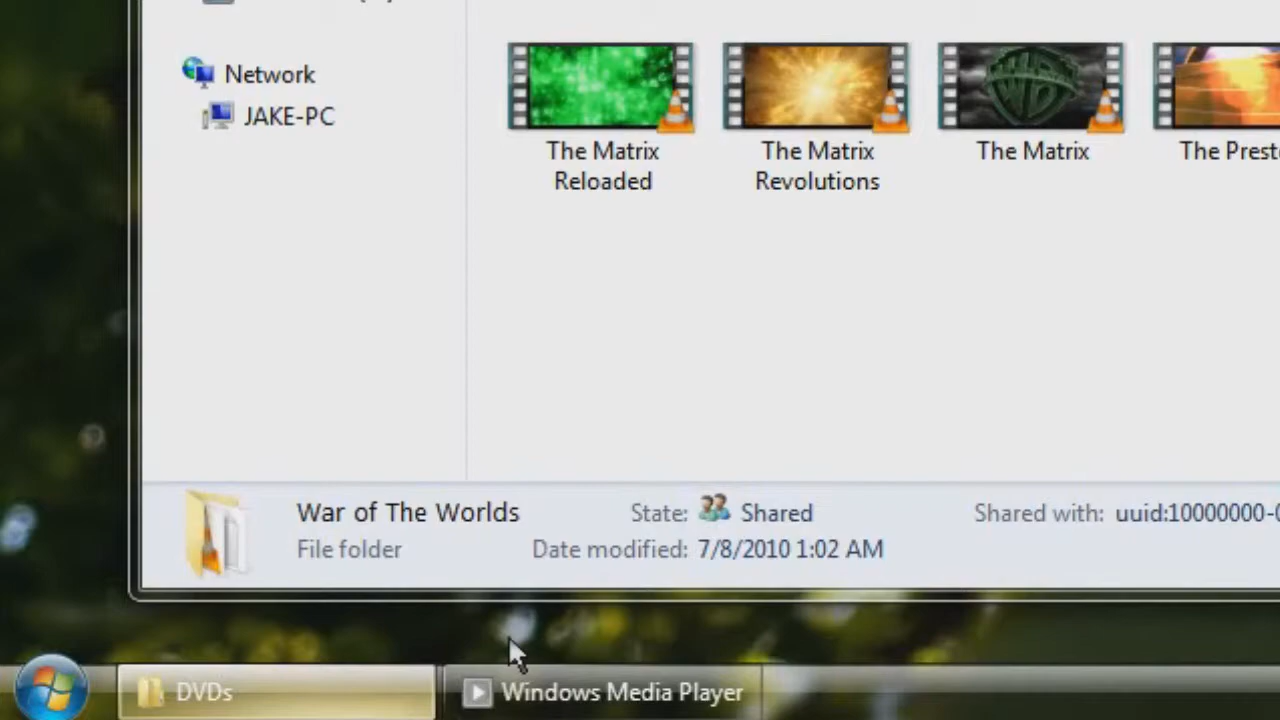 Network
JAKE-PC
The Matrix
Reloaded
The Matrix
Revolutions
The Matrix
The Prest
War of The Worlds
State: Shared
Shared with: uuid:10000000-0
File folder
Date modified: 7/8/2010 1:02 AM
DVDs
Windows Media Player